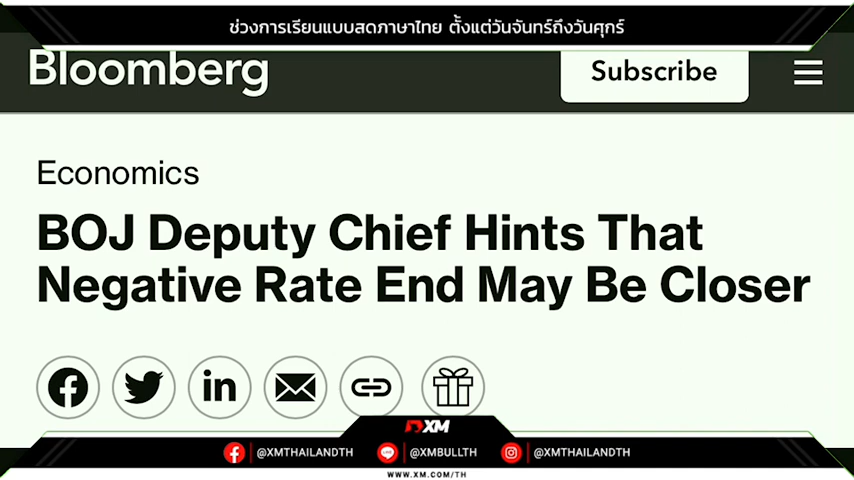 ช่วงการเรียนแบบสดภาษาไทย ตั้งแต่วันจันทร์ถึงวันศุกร์
Bloomberg
Subscribe
Economics
BOJ Deputy Chief Hints That
Negative Rate End May Be Closer
XM
@XMTHAILANDTH
@XMBULLTH
@XMTHAILANDTH
WWW.XM.COM/TH